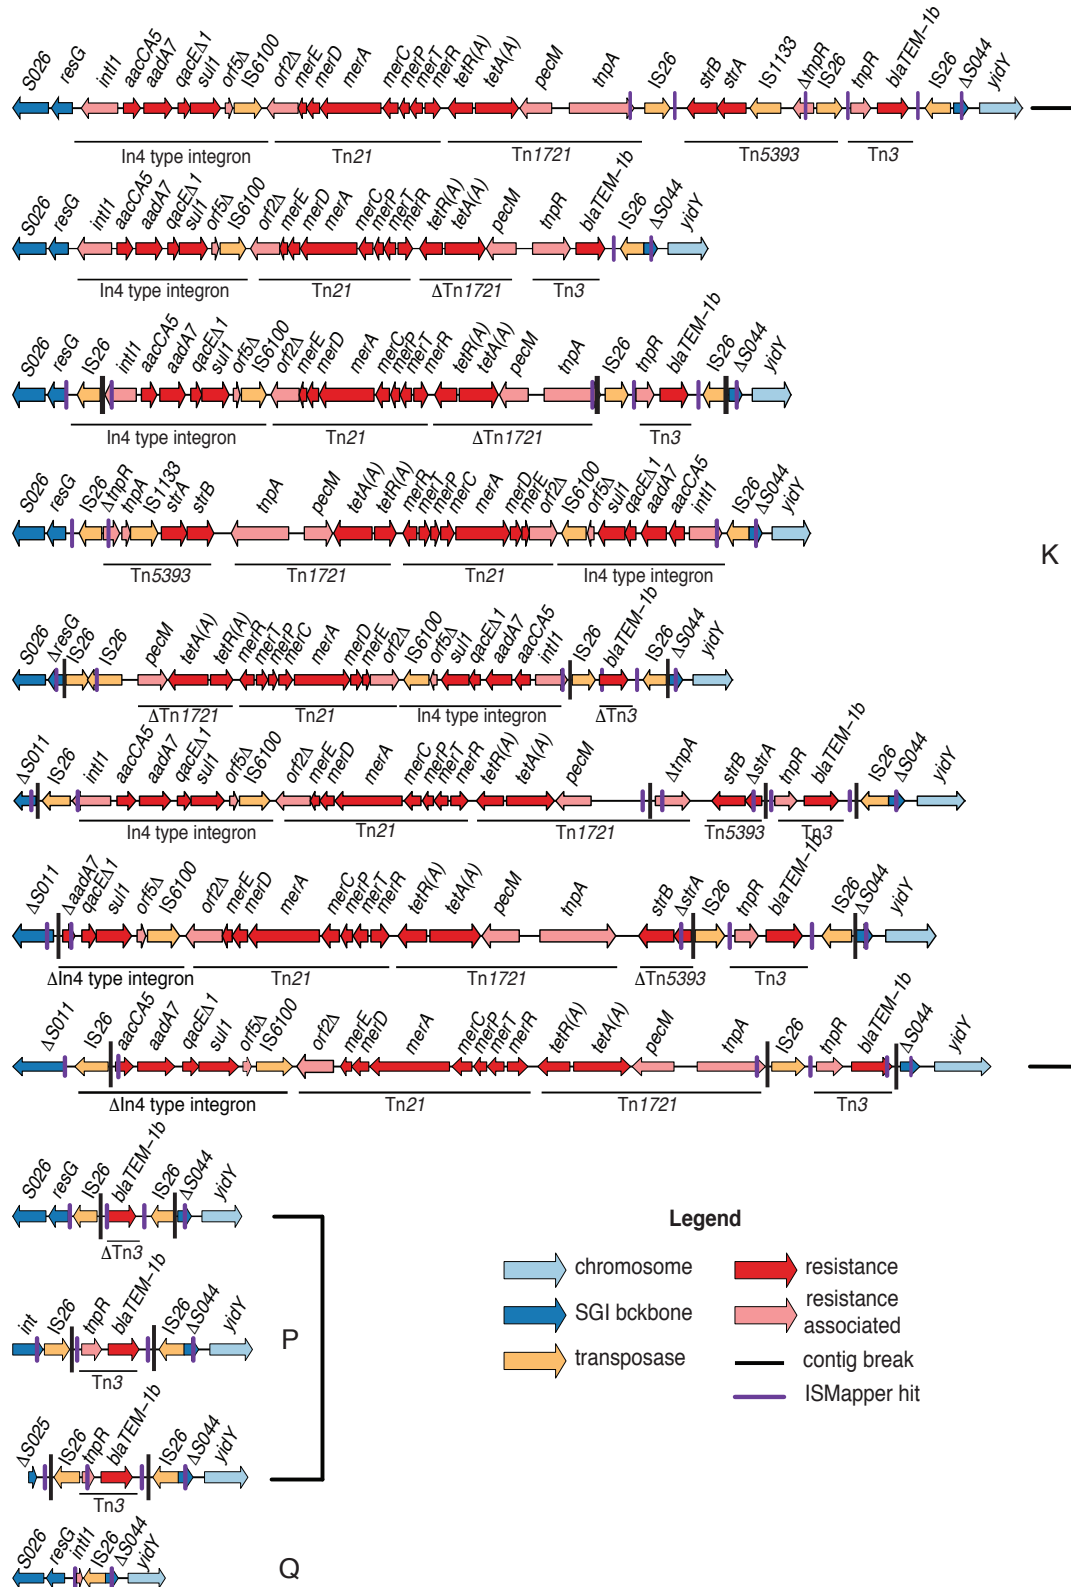 S026 resG intI1 aacCA5 aadA7 qacEΔ1 sul1 orf5Δ IS6100 orf2Δ merE merD merA merC merP merT merR tetR(A) tetA(A) pecM tnpA IS26 strB strA IS1133 ΔtnpR IS26 tnpR blaTEM-1b IS26 ΔS044 yidY
In4 type integron Tn21 Tn1721 Tn5393 Tn3
S026 resG intI1 aacCA5 aadA7 qacEΔ1 sul1 orf5Δ IS6100 orf2Δ merE merD merA merC merP merT merR tetR(A) tetA(A) pecM tnpR blaTEM-1b IS26 ΔS044 yidY
In4 type integron Tn21 ΔTn1721 Tn3
S026 resG IS26 intI1 aacCA5 aadA7 qacEΔ1 sul1 orf5Δ IS6100 orf2Δ merE merD merA merC merP merT merR tetR(A) tetA(A) pecM tnpA IS26 tnpR blaTEM-1b IS26 ΔS044 yidY
In4 type integron Tn21 ΔTn1721 Tn3
S026 resG IS26 ΔtnpR tnpA IS1133 strA strB tnpA pecM tetA(A) tetR(A) merR merT merP merC merA merD merE orf2Δ IS6100 orf5Δ sul1 qacEΔ1 aadA7 aacCA5 intI1 IS26 ΔS044 yidY
Tn5393 Tn1721 Tn21 In4 type integron
K
S026 ΔresG IS26 IS26 pecM tetA(A) tetR(A) merR merT merP merC merA merD merE orf2Δ IS6100 orf5Δ sul1 qacEΔ1 aadA7 aacCA5 intI1 IS26 blaTEM-1b IS26 ΔS044 yidY
ΔTn1721 Tn21 In4 type integron ΔTn3
ΔS011 IS26 intI1 aacCA5 aadA7 qacEΔ1 sul1 orf5Δ IS6100 orf2Δ merE merD merA merC merP merT merR tetR(A) tetA(A) pecM ΔtnpA strB ΔstrA tnpR blaTEM-1b IS26 ΔS044 yidY
In4 type integron Tn21 Tn1721 Tn5393 Tn3
ΔS011 ΔaadA7 qacEΔ1 sul1 orf5Δ IS6100 orf2Δ merE merD merA merC merP merT merR tetR(A) tetA(A) pecM tnpA strB ΔstrA IS26 tnpR blaTEM-1b IS26 ΔS044 yidY
ΔIn4 type integron Tn21 Tn1721 ΔTn5393 Tn3
ΔS011 IS26 aacCA5 aadA7 qacEΔ1 sul1 orf5Δ IS6100 orf2Δ merE merD merA merC merP merT merR tetR(A) tetA(A) pecM tnpA IS26 tnpR blaTEM-1b ΔS044 yidY
ΔIn4 type integron Tn21 Tn1721 Tn3
S026 resG IS26 blaTEM-1b IS26 ΔS044 yidY
ΔTn3
int IS26 tnpR blaTEM-1b IS26 ΔS044 yidY
Tn3
P
ΔS025 IS26 tnpR blaTEM-1b IS26 ΔS044 yidY
Tn3
S026 resG intI1 IS26 ΔS044 yidY
Q
Legend
chromosome
SGI bckbone
transposase
resistance
resistance
associated
contig break
ISMapper hit